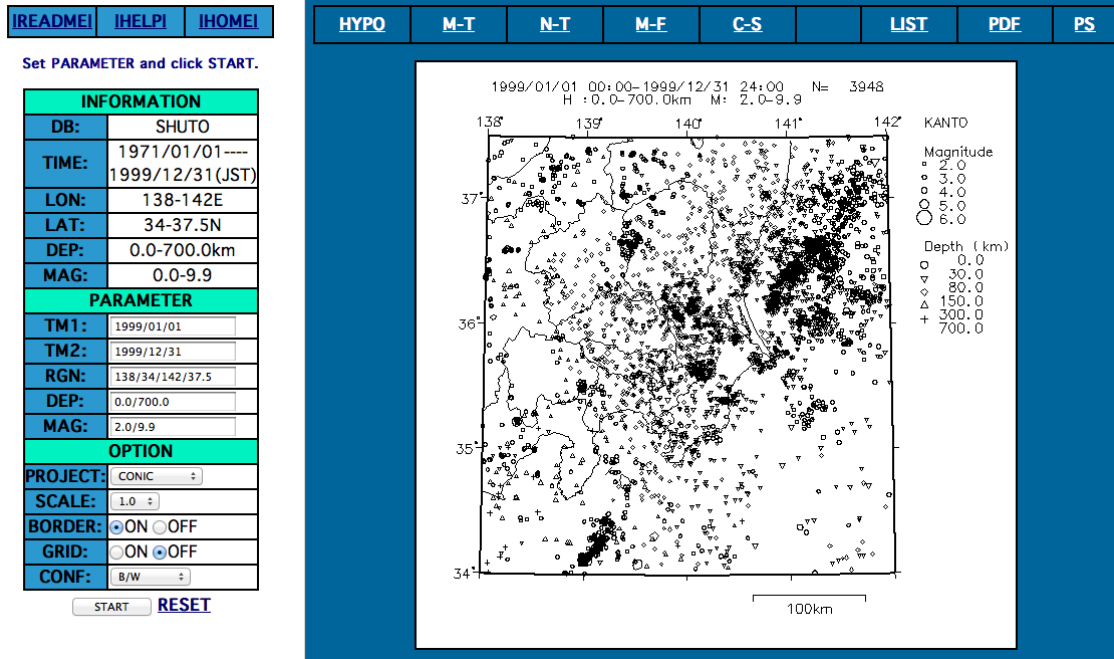 IREADMEI IHELPI IHOMEI
Set PARAMETER and click START.
INFORMATION
DB: SHUTO
TIME: 1971/01/01----
1999/12/31(JST)
LON: 138-142E
LAT: 34-37.5N
DEP: 0.0-700.0km
MAG: 0.0-9.9
PARAMETER
TM1: 1999/01/01
TM2: 1999/12/31
RGN: 138/34/142/37.5
DEP: 0.0/700.0
MAG: 2.0/9.9
OPTION
PROJECT: CONIC
SCALE: 1.0
BORDER: ON OFF
GRID: ON OFF
CONF: B/W
START RESET
HYPO M-T N-T M-F C-S LIST PDF PS
1999/01/01 00:00-1999/12/31 24:00 N= 3948
H :0.0-700.0km M: 2.0-9.9
138° 139° 140° 141° 142°
37°
36°
35°
34°
KANTO
Magnitude
2.0
3.0
4.0
5.0
6.0
Depth (km)
0.0
30.0
80.0
150.0
300.0
700.0
100km